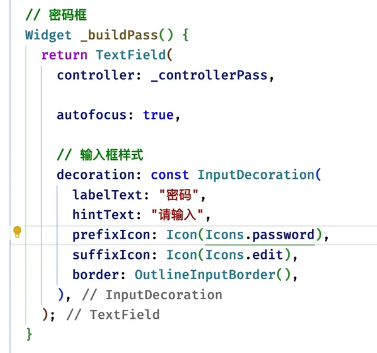 // 密码框
Widget _buildPass() {
return TextField(
controller: _controllerPass,
autofocus: true,
// 输入框样式
decoration: const InputDecoration(
labelText: "密码",
hintText: "请输入",
prefixIcon: Icon(Icons.password),
suffixIcon: Icon(Icons.edit),
border: OutlineInputBorder(),
), // InputDecoration
); // TextField
}